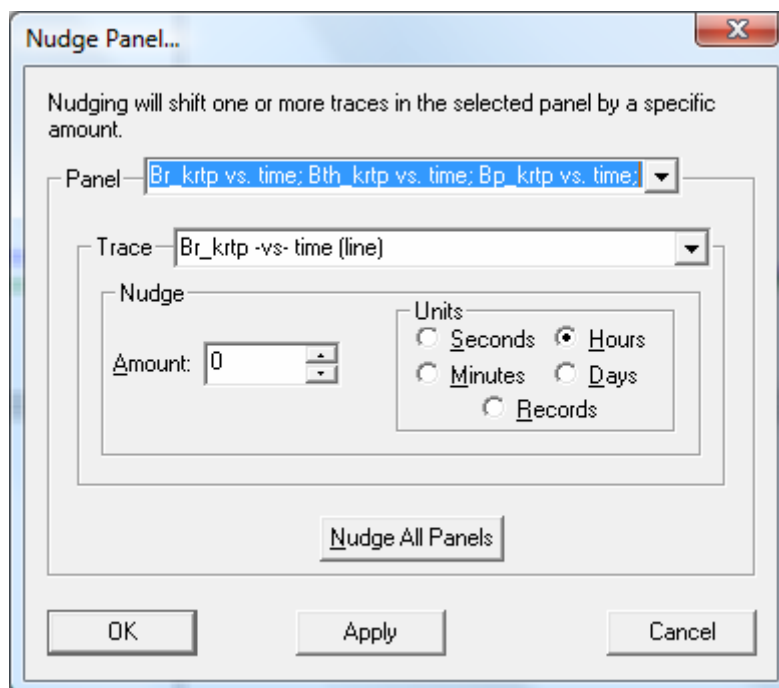 Nudge Panel...
Nudging will shift one or more traces in the selected panel by a specific
amount.
Panel Br_krtp vs. time; Bth_krtp vs. time; Bp_krtp vs. time;
Trace Br_krtp -vs- time (line)
Nudge
Units
Amount: 0
Seconds Hours
Minutes Days
Records
Nudge All Panels
OK Apply Cancel